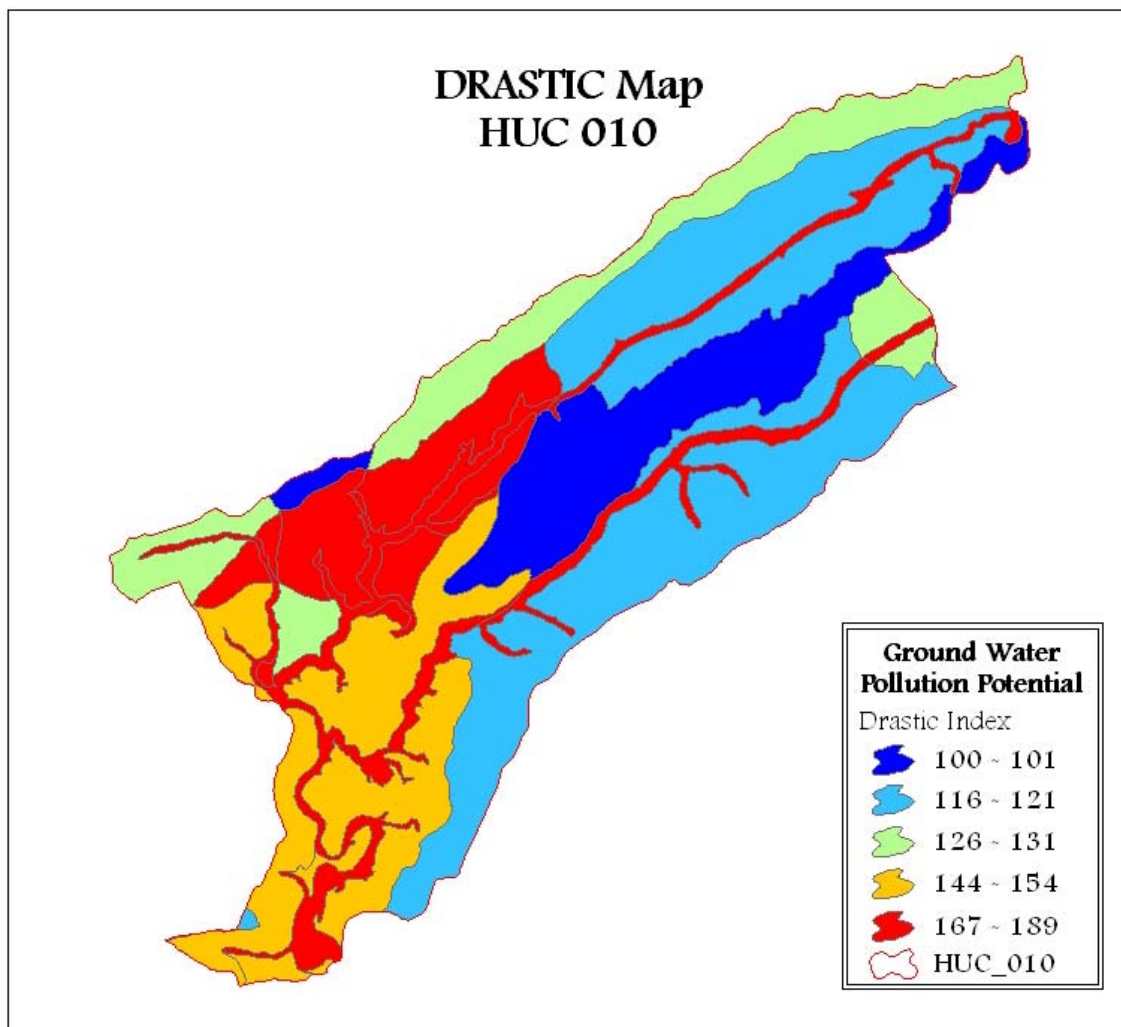 DRASTIC Map
HUC 010
Ground Water
Pollution Potential
Drastic Index
100 ~ 101
116 ~ 121
126 ~ 131
144 ~ 154
167 ~ 189
HUC_010